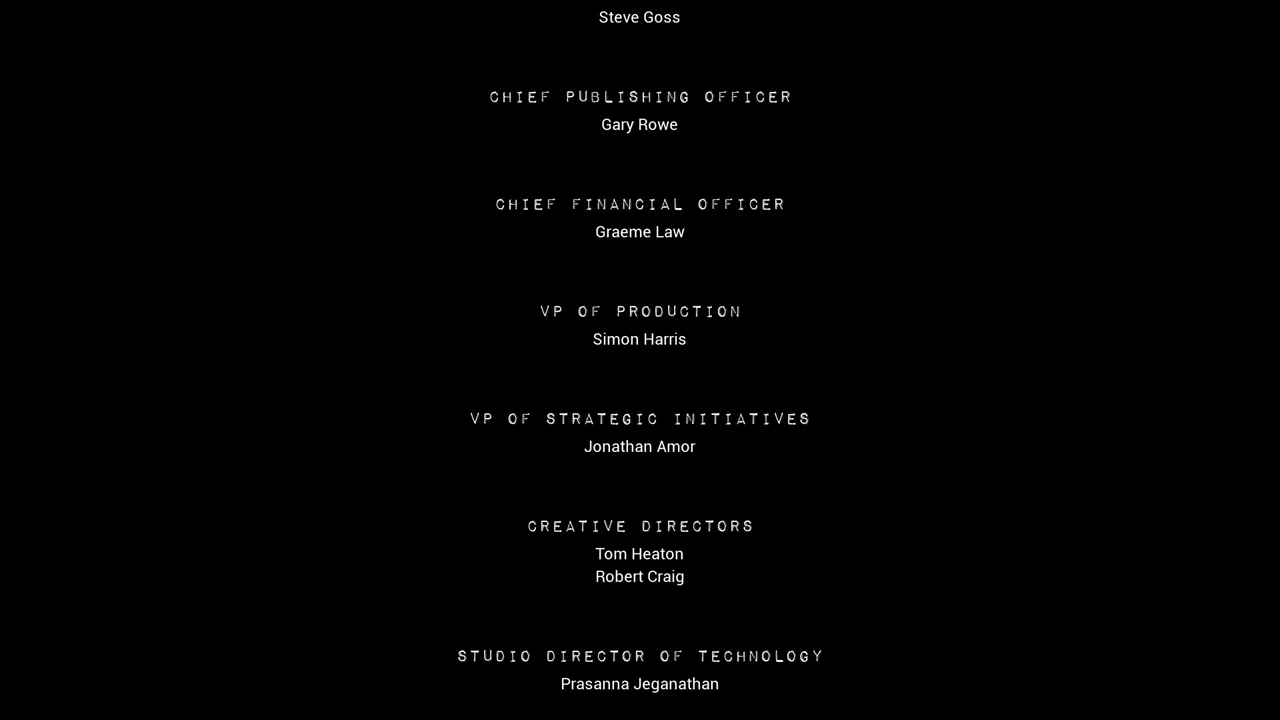 Steve Goss
CHIEF PUBLISHING OFFICER
Gary Rowe
CHIEF FINANCIAL OFFICER
Graeme Law
VP OF PRODUCTION
Simon Harris
VP OF STRATEGIC INITIATIVES
Jonathan Amor
CREATIVE DIRECTORS
Tom Heaton
Robert Craig
STUDIO DIRECTOR OF TECHNOLOGY
Prasanna Jeganathan